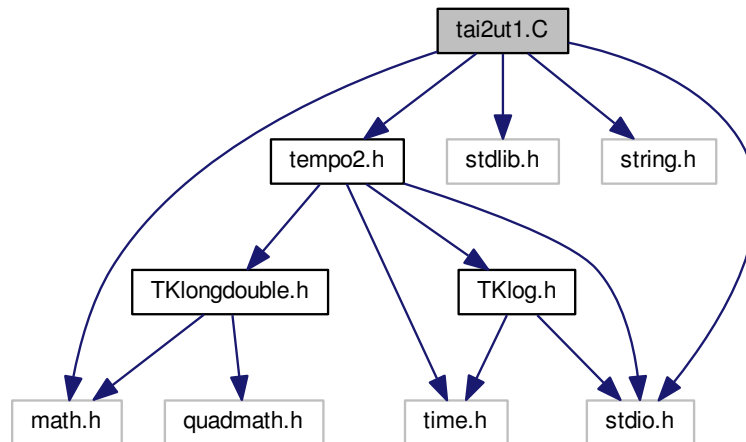 tai2ut1.C
tempo2.h
stdlib.h
string.h
TKlongdouble.h
TKlog.h
math.h
quadmath.h
time.h
stdio.h